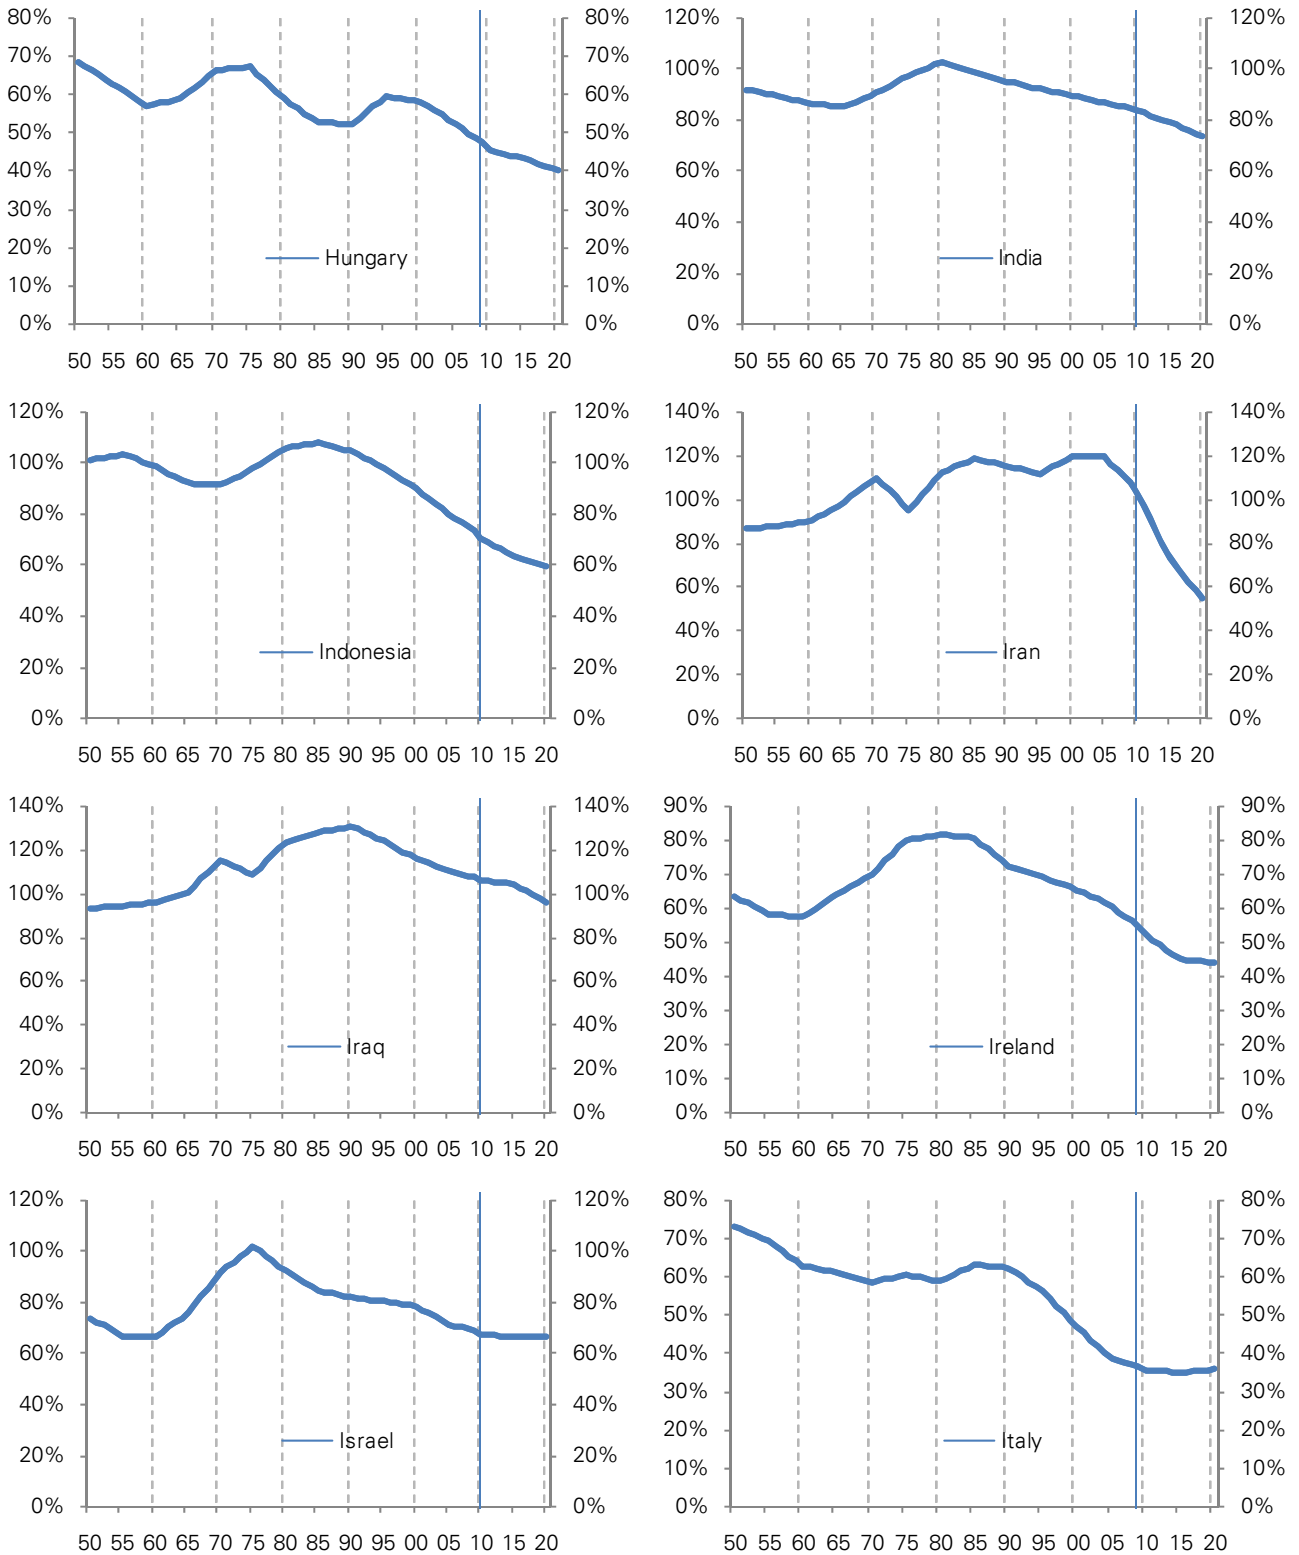 80% 80% 120% 120%
70% 70% 100% 100%
60% 60% 80% 80%
50% 50% 60% 60%
40% 40% 40% 40%
30% 30% 20% 20%
20% 20% 0% 0%
10% 10%
0% 0%
Hungary India
50 55 60 65 70 75 80 85 90 95 00 05 10 15 20 50 55 60 65 70 75 80 85 90 95 00 05 10 15 20
120% 120% 140% 140%
100% 100% 120% 120%
80% 80% 100% 100%
60% 60% 80% 80%
40% 40% 60% 60%
20% 20% 40% 40%
0% 0% 20% 20%
0% 0%
Indonesia Iran
50 55 60 65 70 75 80 85 90 95 00 05 10 15 20 50 55 60 65 70 75 80 85 90 95 00 05 10 15 20
140% 140% 90% 90%
120% 120% 80% 80%
100% 100% 70% 70%
80% 80% 60% 60%
60% 60% 50% 50%
40% 40% 40% 40%
20% 20% 30% 30%
0% 0% 20% 20%
10% 10%
0% 0%
Iraq Ireland
50 55 60 65 70 75 80 85 90 95 00 05 10 15 20 50 55 60 65 70 75 80 85 90 95 00 05 10 15 20
120% 120% 80% 80%
100% 100% 70% 70%
80% 80% 60% 60%
60% 60% 50% 50%
40% 40% 40% 40%
20% 20% 30% 30%
0% 0% 20% 20%
10% 10%
0% 0%
Israel Italy
50 55 60 65 70 75 80 85 90 95 00 05 10 15 20 50 55 60 65 70 75 80 85 90 95 00 05 10 15 20